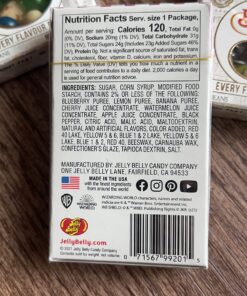 Nutrition Facts Serv. size 1 Package,
Amount per serving: Calories 120, Total Fat 0g
(0% DV), Sodium 20mg (1% DV), Total Carbohydrate 31g
(11% DV), Total Sugars 24g (Includes 23g Added Sugars, 46%
DV), Protein 0g. Not a significant source of saturated fat,
trans fat, cholesterol, fiber, vitamin D, calcium, iron and potassium.
The % Daily Value (DV) tells you how much a nutrient in a
serving of food contributes to a daily diet. 2,000 calories a
day is used for general nutrition advice.
INGREDIENTS: SUGAR, CORN SYRUP, MODIFIED FOOD
STARCH, CONTAINS 2% OR LESS OF THE FOLLOWING:
BLUEBERRY PUREE, LEMON PUREE, BANANA PUREE,
CHERRY JUICE CONCENTRATE, WATERMELON JUICE
CONCENTRATE, APPLE JUICE CONCENTRATE, BLACK
PEPPER, CITRIC ACID, MALIC ACID, MALTODEXTRIN,
NATURAL AND ARTIFICIAL FLAVORS, COLOR ADDED, RED
40 LAKE, YELLOW 5 & 6, BLUE 1 & 2, YELLOW 5 & 6
LAKE, BLUE 1 & 2 LAKE, RED 40, BEESWAX, CARNAUBA WAX,
CONFECTIONER'S GLAZE, TAPIOCA DEXTRIN, SALT.
MANUFACTURED BY: JELLY BELLY CANDY COMPANY
ONE JELLY BELLY LANE, FAIRFIELD, CA 94533
MADE IN THE USA
WB
WIZARDING
WORLD
Jelly Belly
JellyBelly.com
71567 99201 5